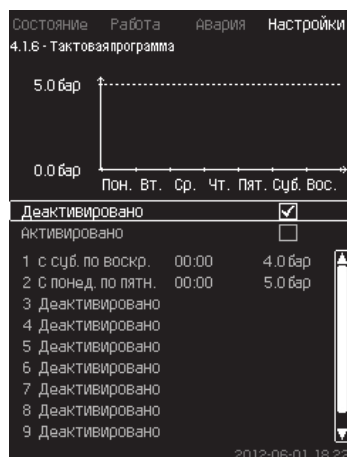 Состояние Работа Авария Настройки
4.1.6 - Тактовая программа
5.0 бар
0.0 бар
Пон. Вт. Ср. Чт. Пят. Суб. Вос.
Деактивировано
Активировано
1 с суб. по воскр. 00:00 4.0 бар
2 С понед. по пятн. 00:00 5.0 бар
3 Деактивировано
4 Деактивировано
5 Деактивировано
6 Деактивировано
7 Деактивировано
8 Деактивировано
9 Деактивировано
2012-06-01 18:22